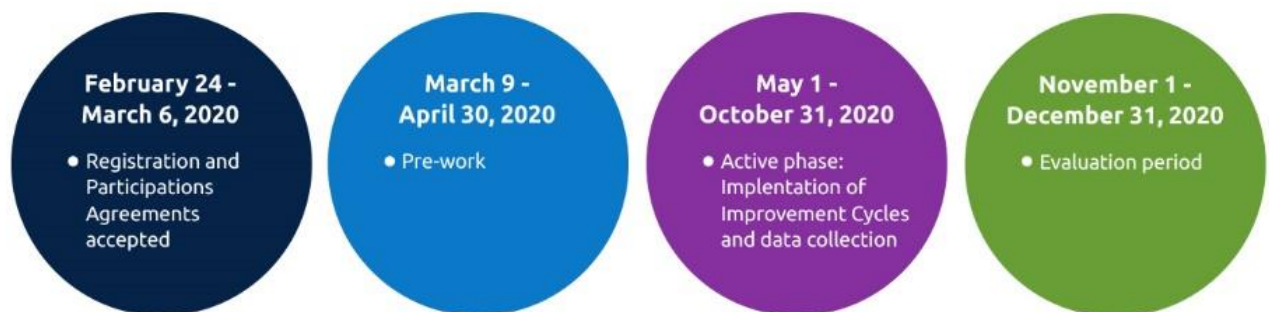 February 24 -
March 6, 2020
• Registration and
Participations
Agreements
accepted
March 9 -
April 30, 2020
• Pre-work
May 1 -
October 31, 2020
• Active phase:
Implentation of
Improvement Cycles
and data collection
November 1 -
December 31, 2020
• Evaluation period